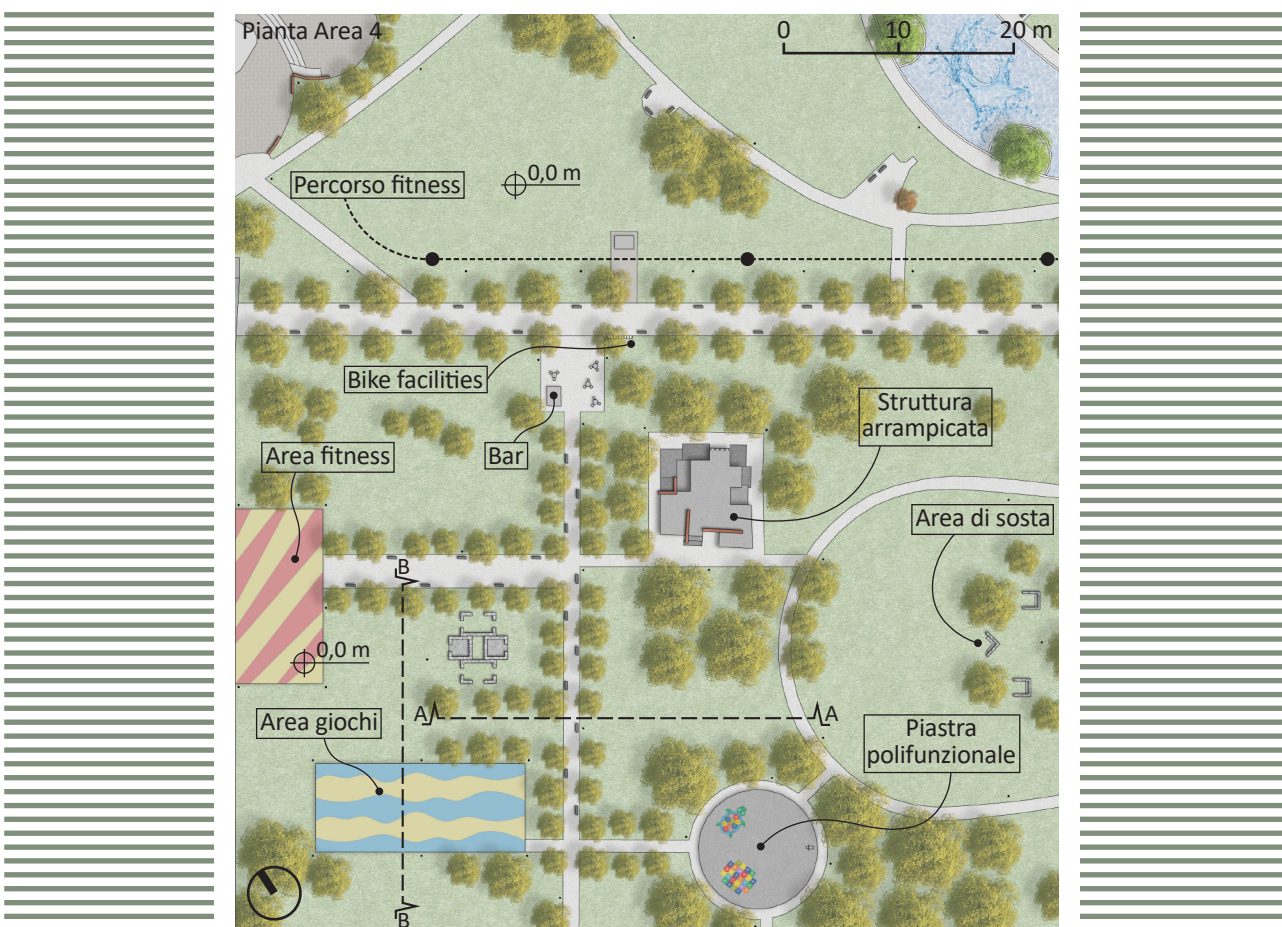 Pianta Area 4
0 10 20 m
Percorso fitness
0,0 m
Bike facilities
Struttura
arrampicata
Area fitness
Bar
Area di sosta
B
0,0 m
Area giochi
A
A
Piastra
polifunzionale
B